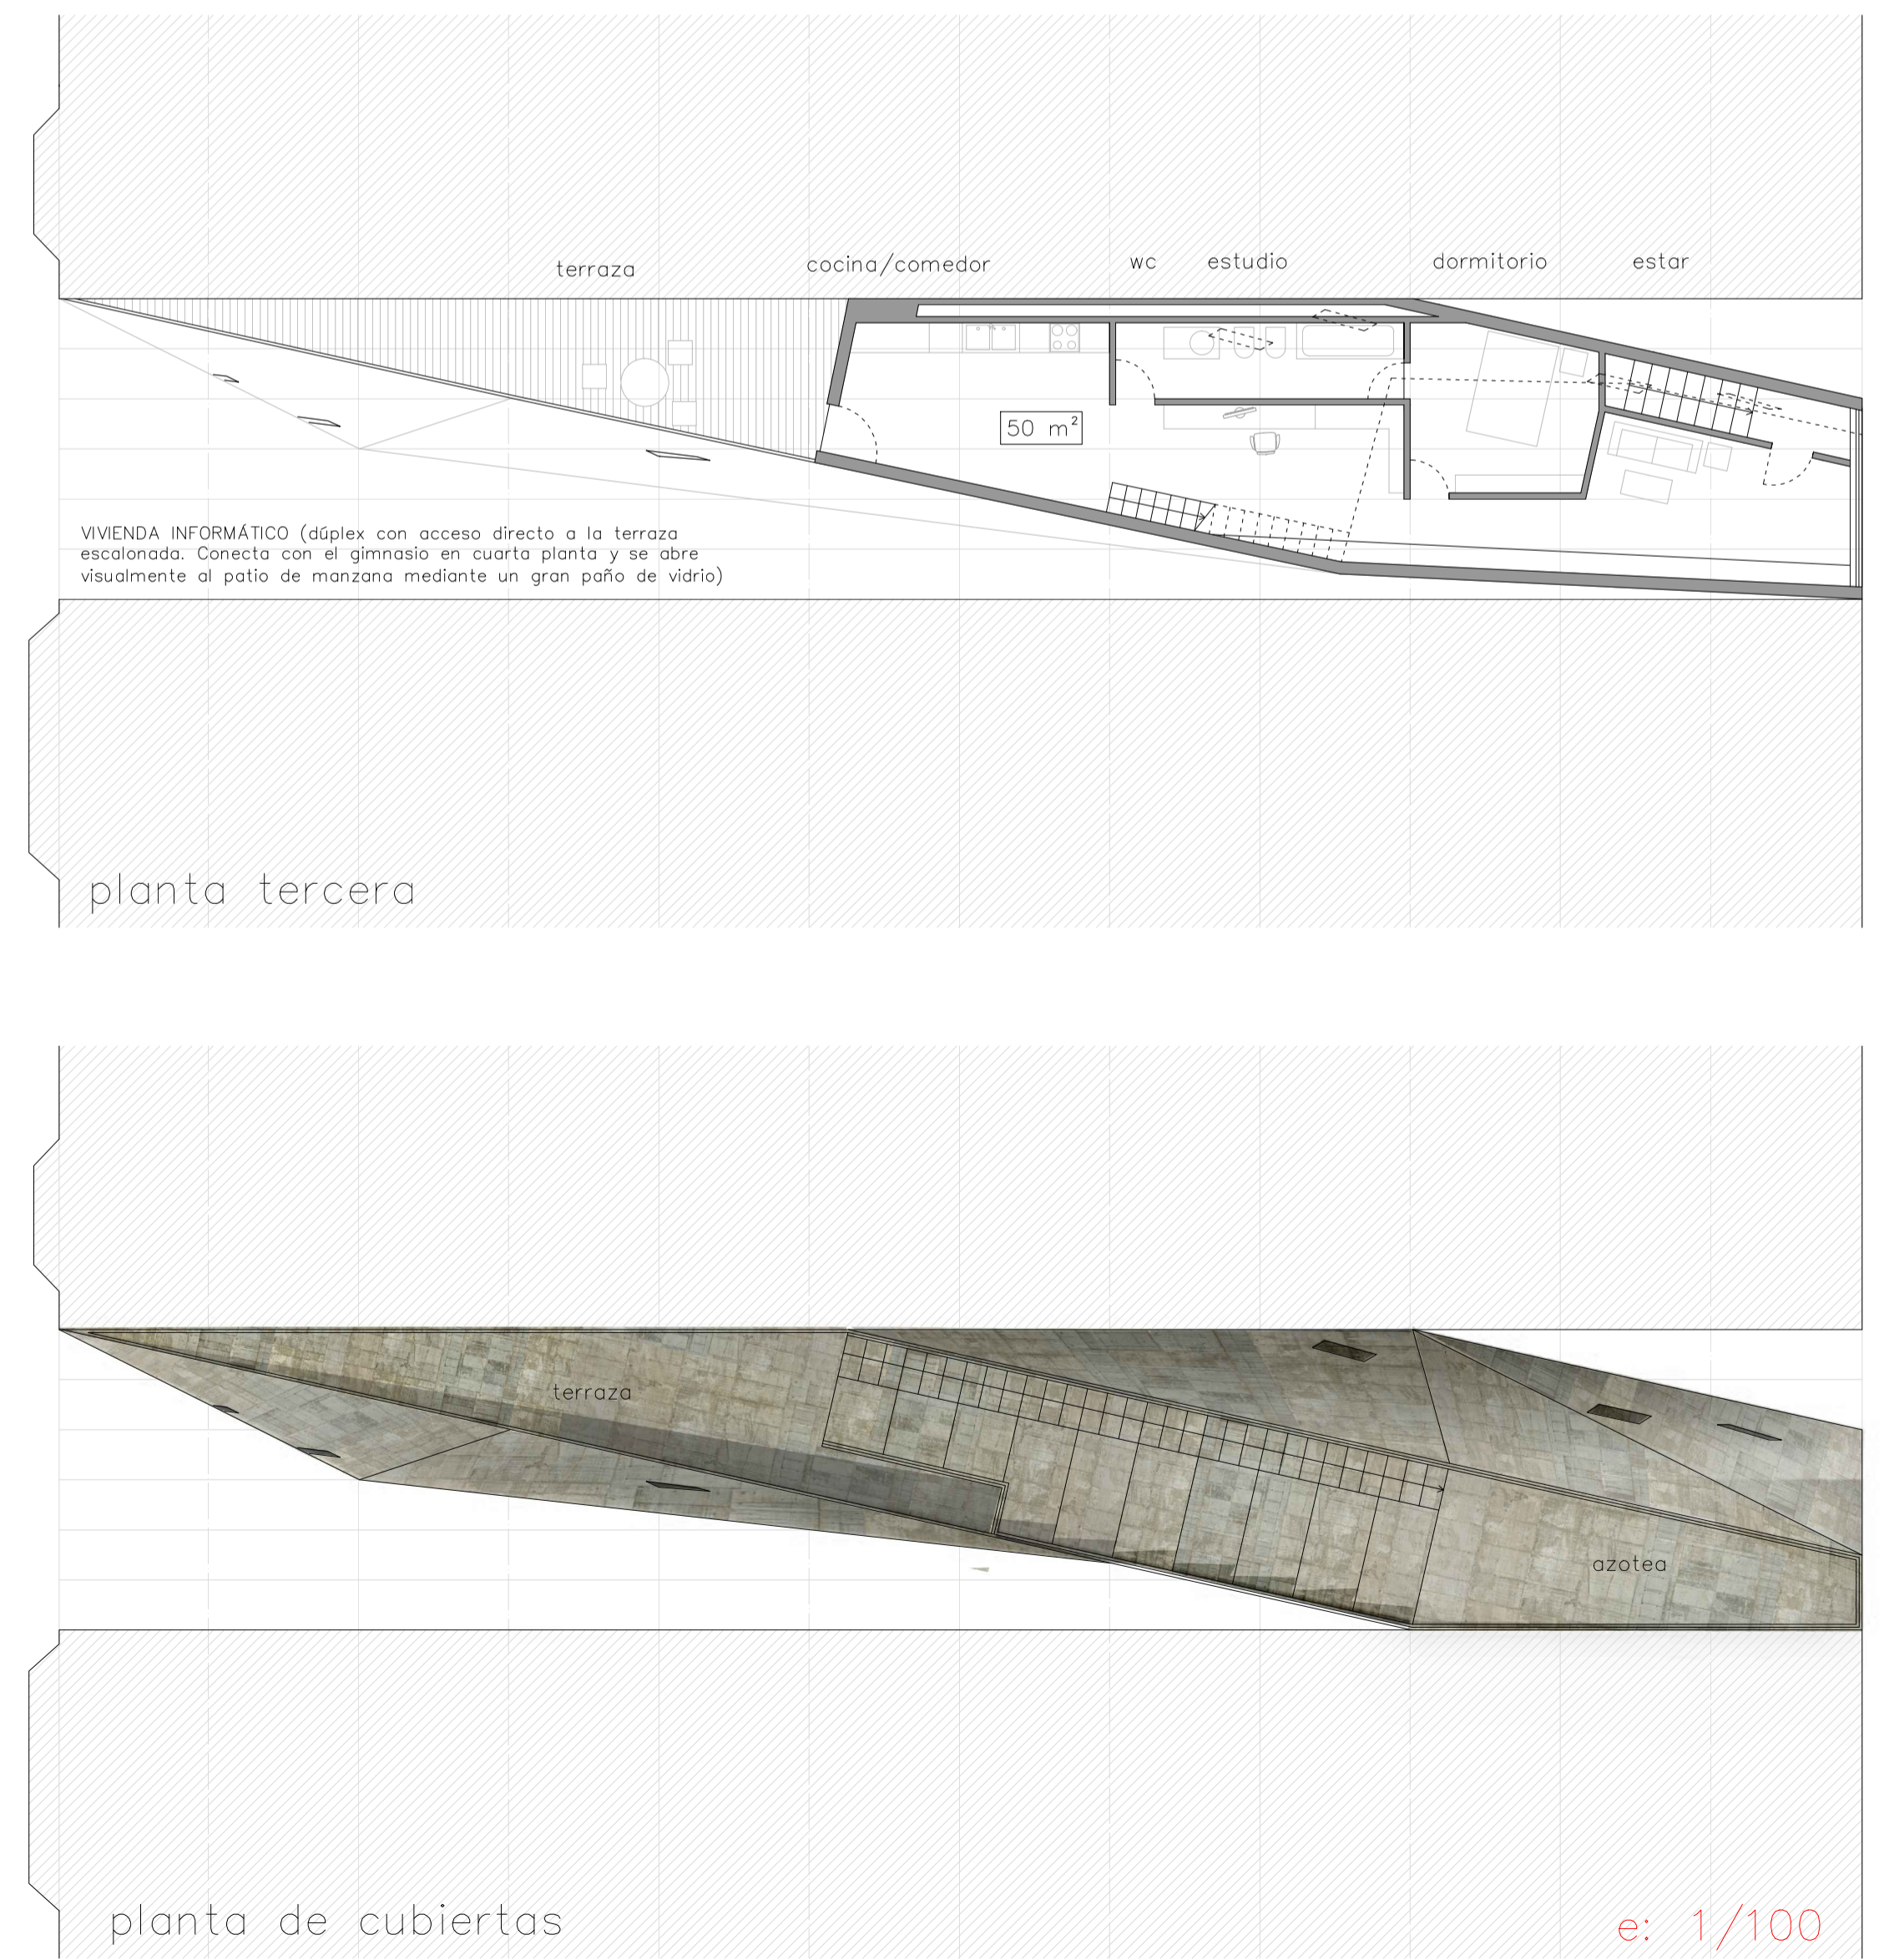 terraza
cocina/comedor
wc
estudio
dormitorio
estar
50 m²
VIVIENDA INFORMÁTICO (dúplex con acceso directo a la terraza
escalonada. Conecta con el gimnasio en cuarta planta y se abre
visualmente al patio de manzana mediante un gran paño de vidrio)
planta tercera
terraza
azotea
planta de cubiertas
e: 1/100